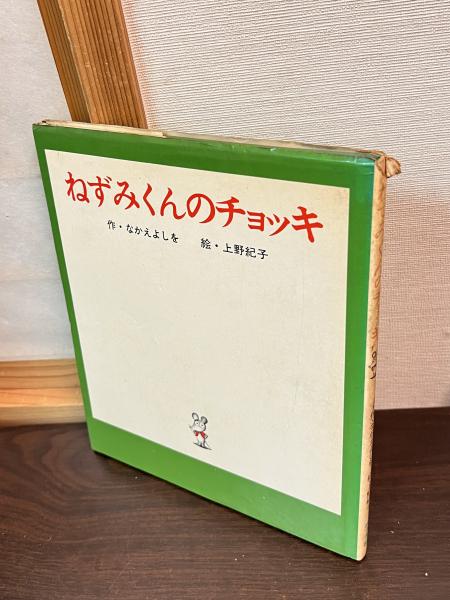 ねずみくんのチョッキ
作・なかえよしを 絵・上野紀子